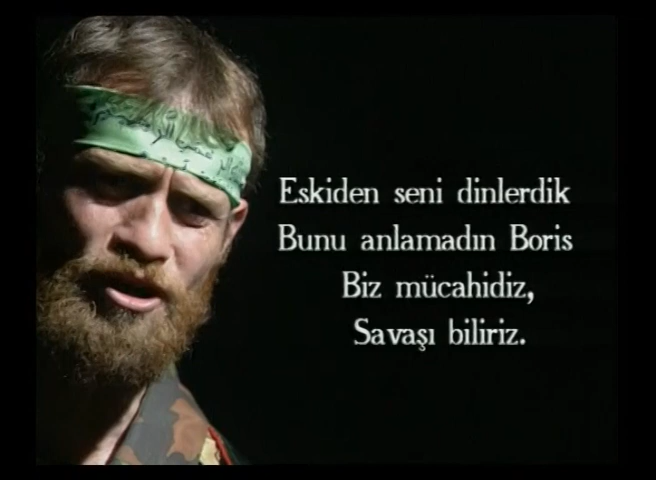 Eskiden seni dinlerdik
Bunu anlamadın Boris
Biz mücahidiz,
Savaşı biliriz.